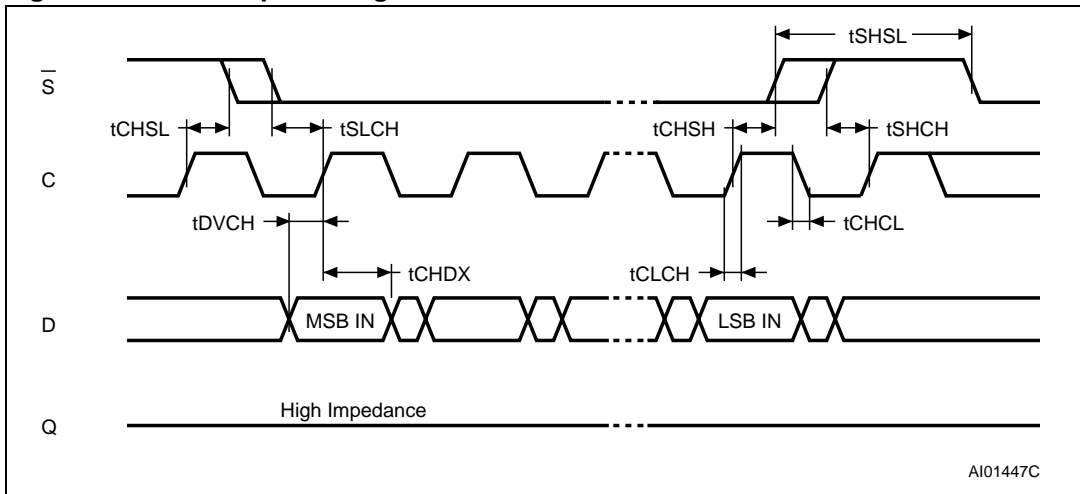 tSHSL
S
tCHSL
tSLCH
tCHSH
tSHCH
C
tDVCH
tCHCL
tCHDX
tCLCH
D
MSB IN
LSB IN
High Impedance
Q
AI01447C